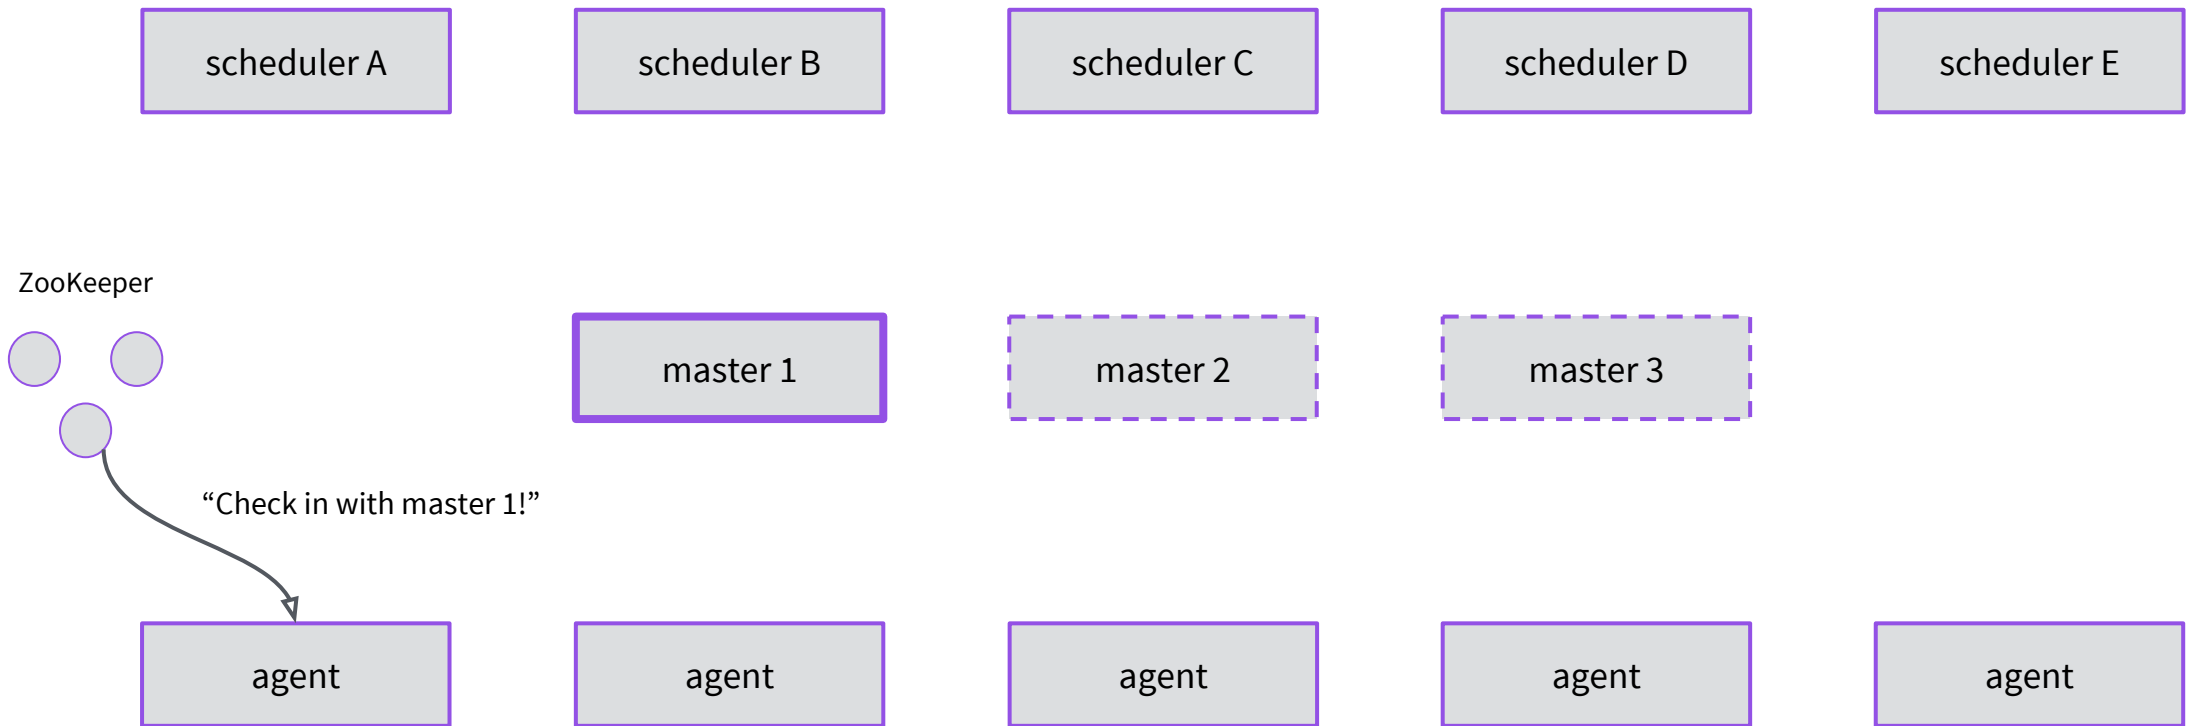 scheduler A
scheduler B
scheduler C
scheduler D
scheduler E
ZooKeeper
master 1
master 2
master 3
“Check in with master 1!”
agent
agent
agent
agent
agent